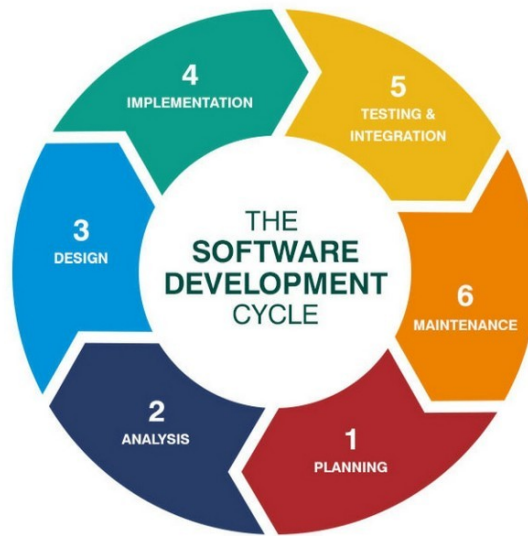 THE
SOFTWARE
DEVELOPMENT
CYCLE
1
PLANNING
2
ANALYSIS
3
DESIGN
4
IMPLEMENTATION
5
TESTING &
INTEGRATION
6
MAINTENANCE